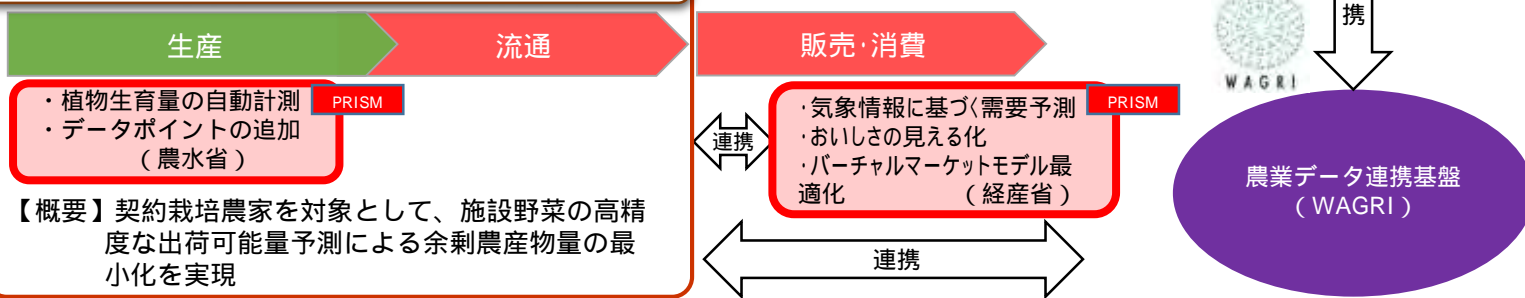 生産
流通
販売・消費
携
WAGRI
・植物生育量の自動計測
PRISM
・データポイントの追加
（農水省）
連携
・気象情報に基づく需要予測
PRISM
・おいしさの見える化
・バーチャルマーケットモデル最
適化 （経産省）
農業データ連携基盤
（WAGRI）
【概要】契約栽培農家を対象として、施設野菜の高精
度な出荷可能量予測による余剰農産物量の最
小化を実現
連携